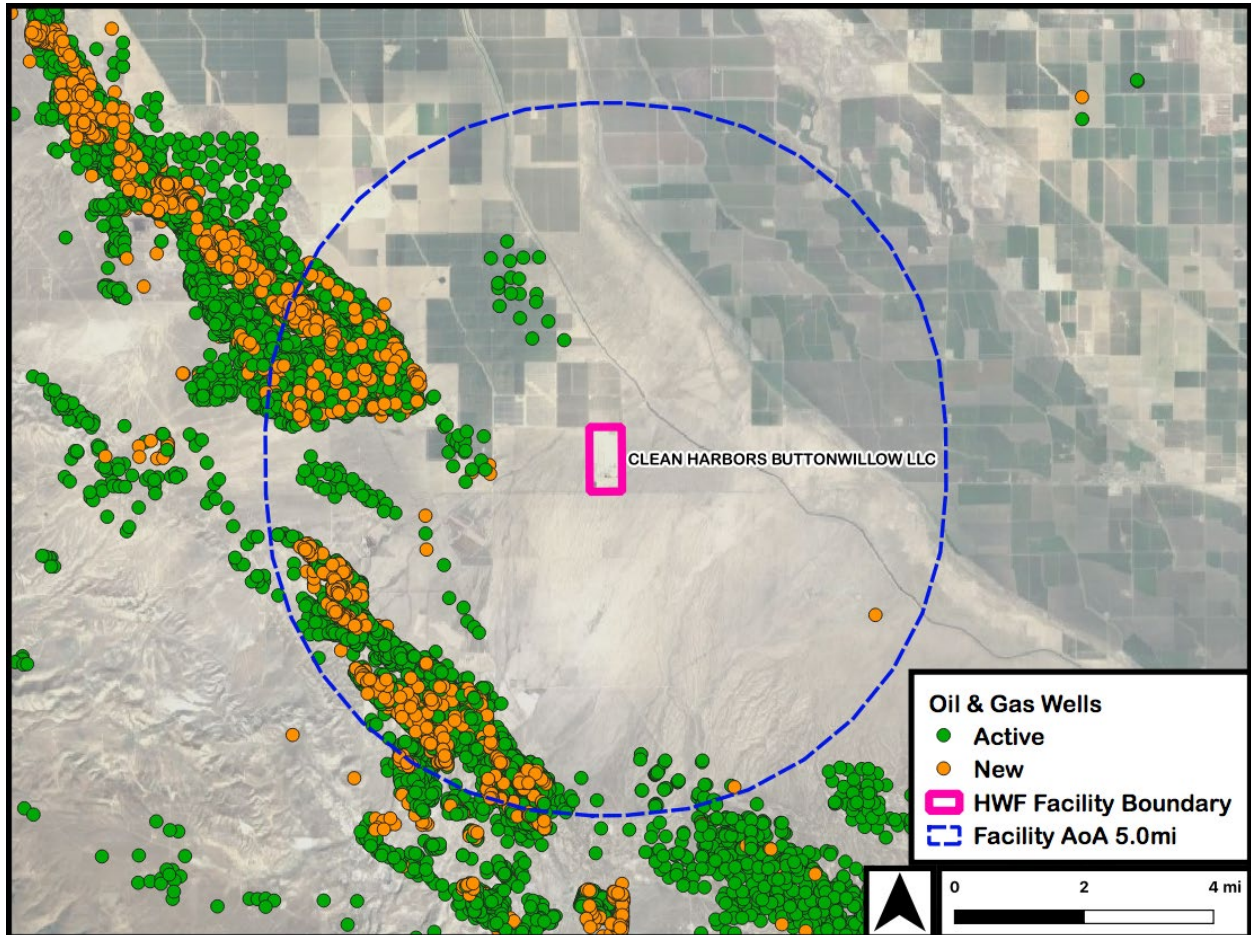 CLEAN HARBORS BUTTONWILLOW LLC
Oil & Gas Wells
Active
New
HWF Facility Boundary
Facility AoA 5.0mi
0 2 4 mi